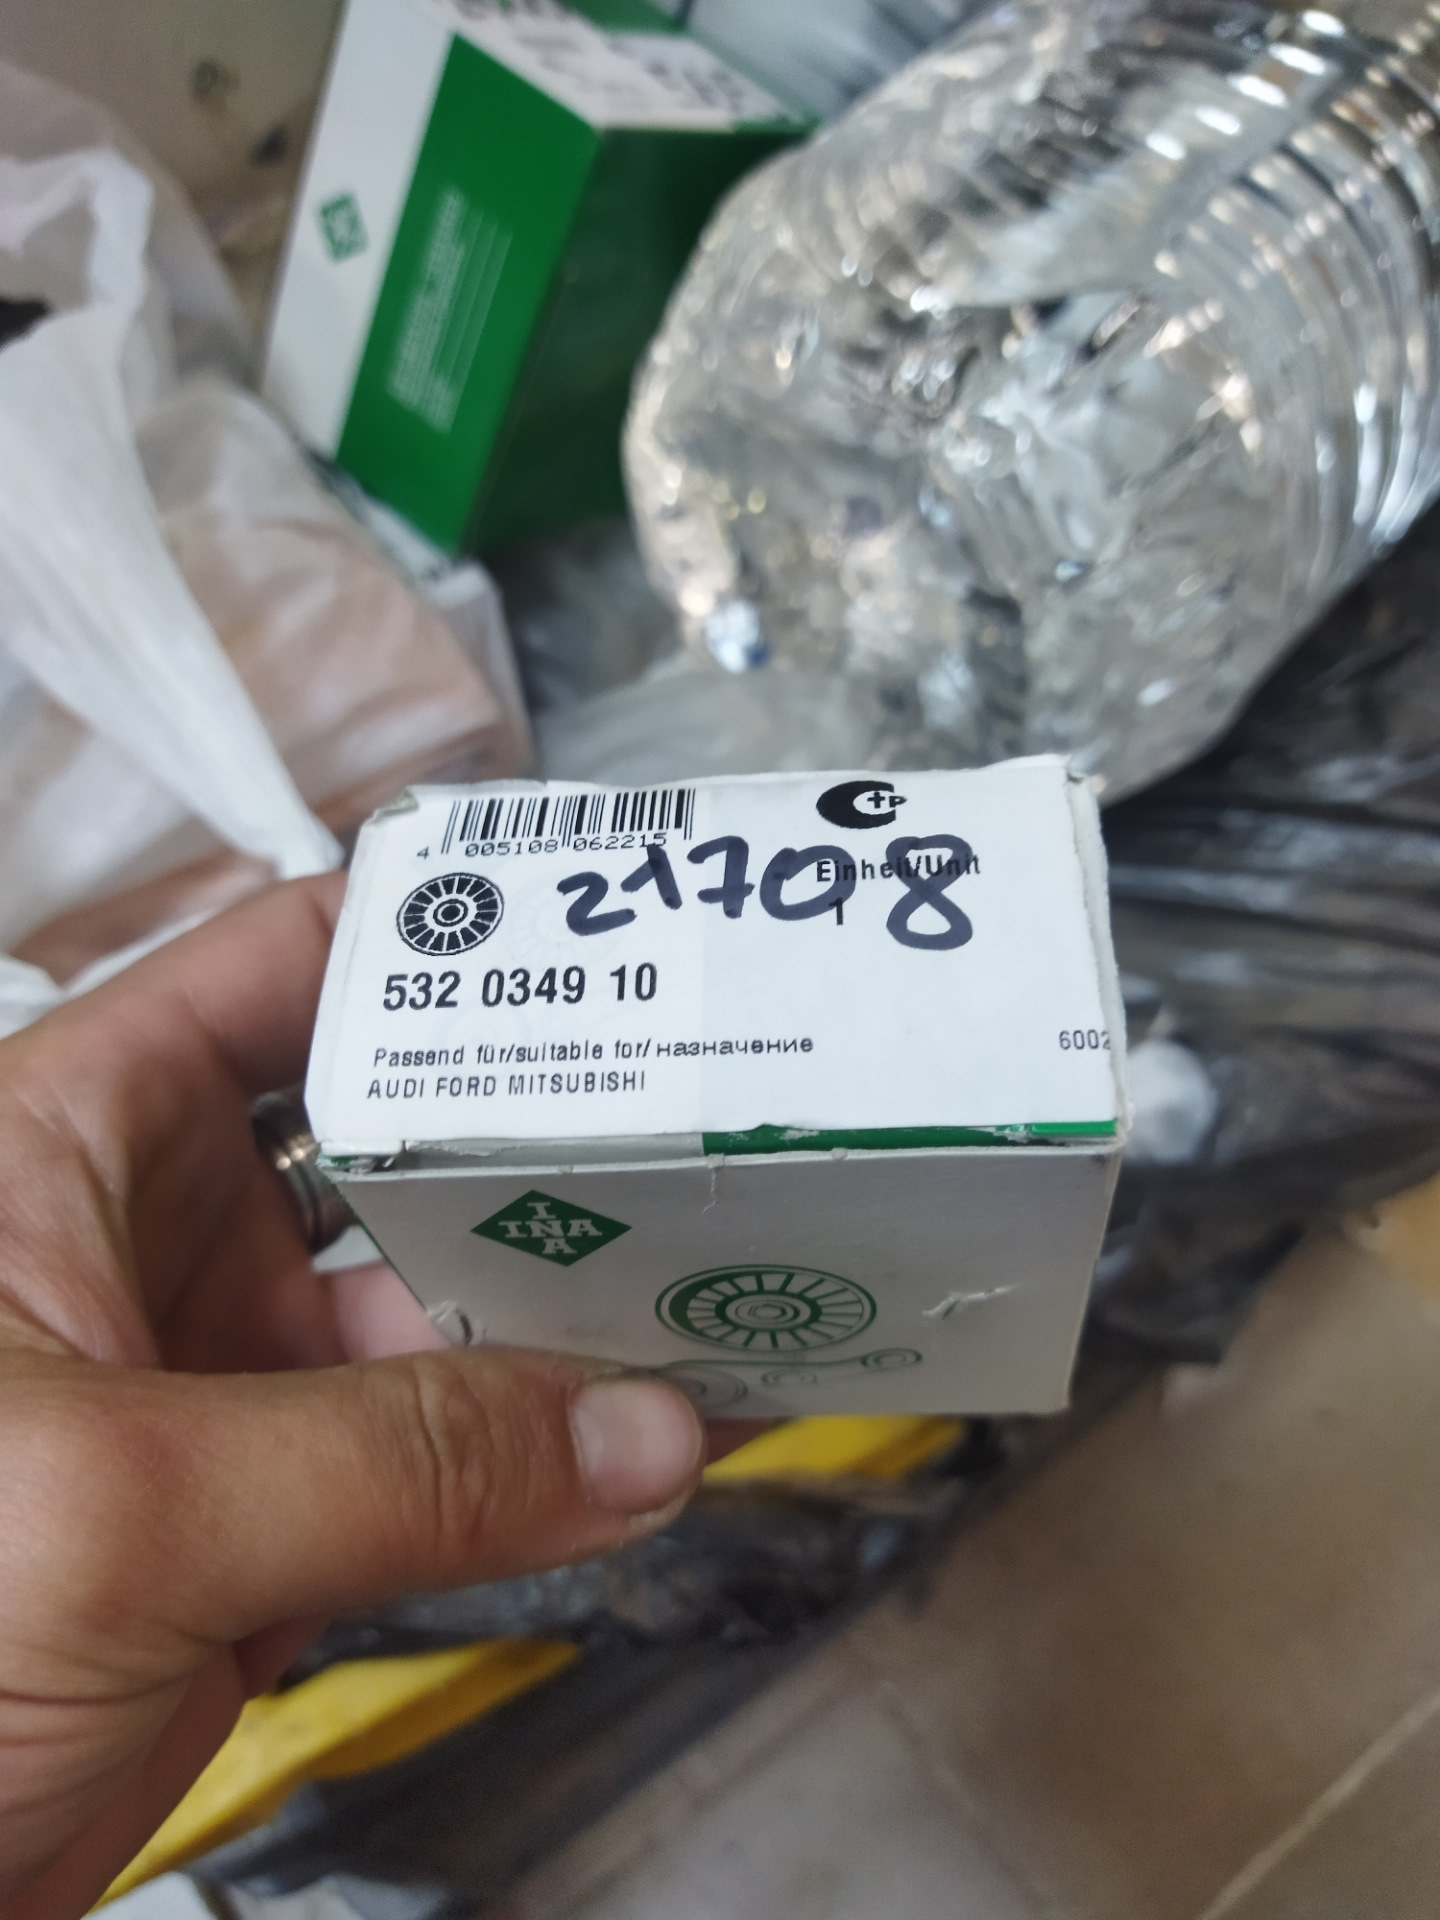 4 005108 062215
CTP
21708
Einheit/Unit
1
532 0349 10
Passend für/suitable for/назначение
6002
AUDI FORD MITSUBISHI
I
INA
A